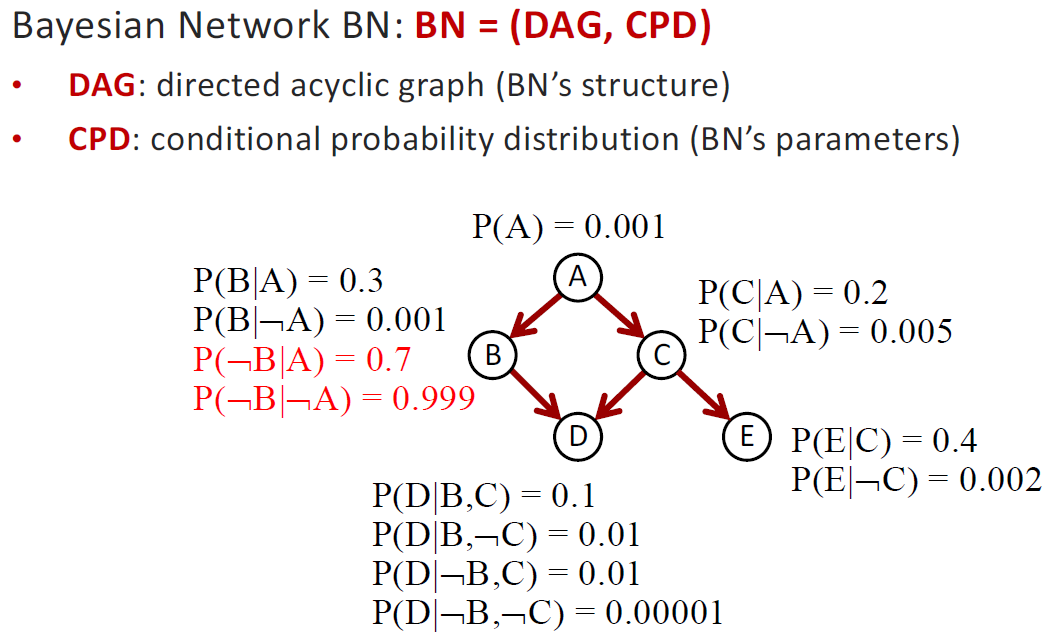 Bayesian Network BN: BN = (DAG, CPD)
• DAG: directed acyclic graph (BN’s structure)
• CPD: conditional probability distribution (BN’s parameters)
P(A) = 0.001
P(B|A) = 0.3
P(B|¬A) = 0.001
P(¬B|A) = 0.7
P(¬B|¬A) = 0.999
A
P(C|A) = 0.2
P(C|¬A) = 0.005
B
C
D
E
P(E|C) = 0.4
P(E|¬C) = 0.002
P(D|B,C) = 0.1
P(D|B,¬C) = 0.01
P(D|¬B,C) = 0.01
P(D|¬B,¬C) = 0.00001